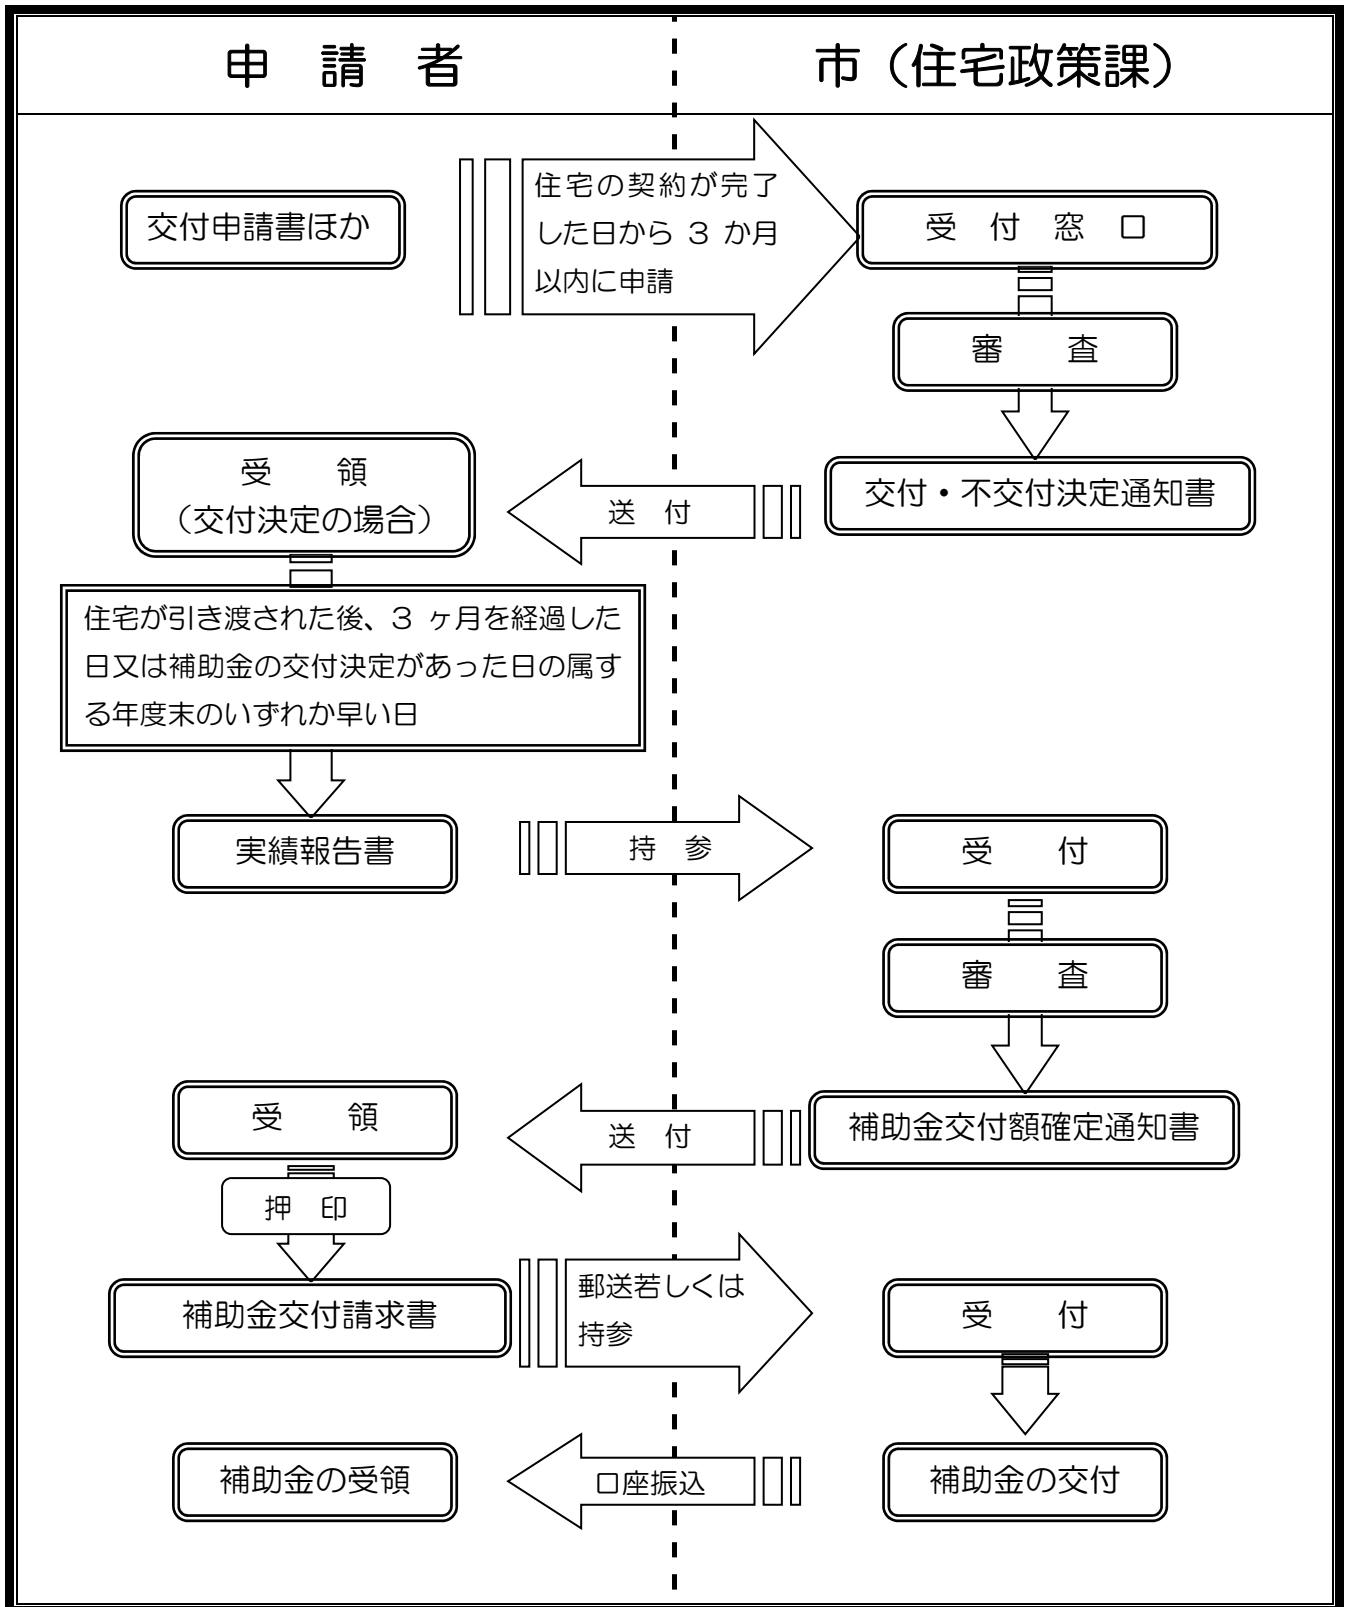 申　請　者
市（住宅政策課）
交付申請書ほか
住宅の契約が完了
した日から 3 か月
以内に申請
受　付　窓　口
審　　査
交付・不交付決定通知書
送　付
受　　領
（交付決定の場合）
住宅が引き渡された後、3 ヶ月を経過した
日又は補助金の交付決定があった日の属す
る年度末のいずれか早い日
実績報告書
持　参
受　　付
審　　査
補助金交付額確定通知書
送　付
受　　領
押　印
補助金交付請求書
郵送若しくは
持参
受　　付
補助金の交付
口座振込
補助金の受領